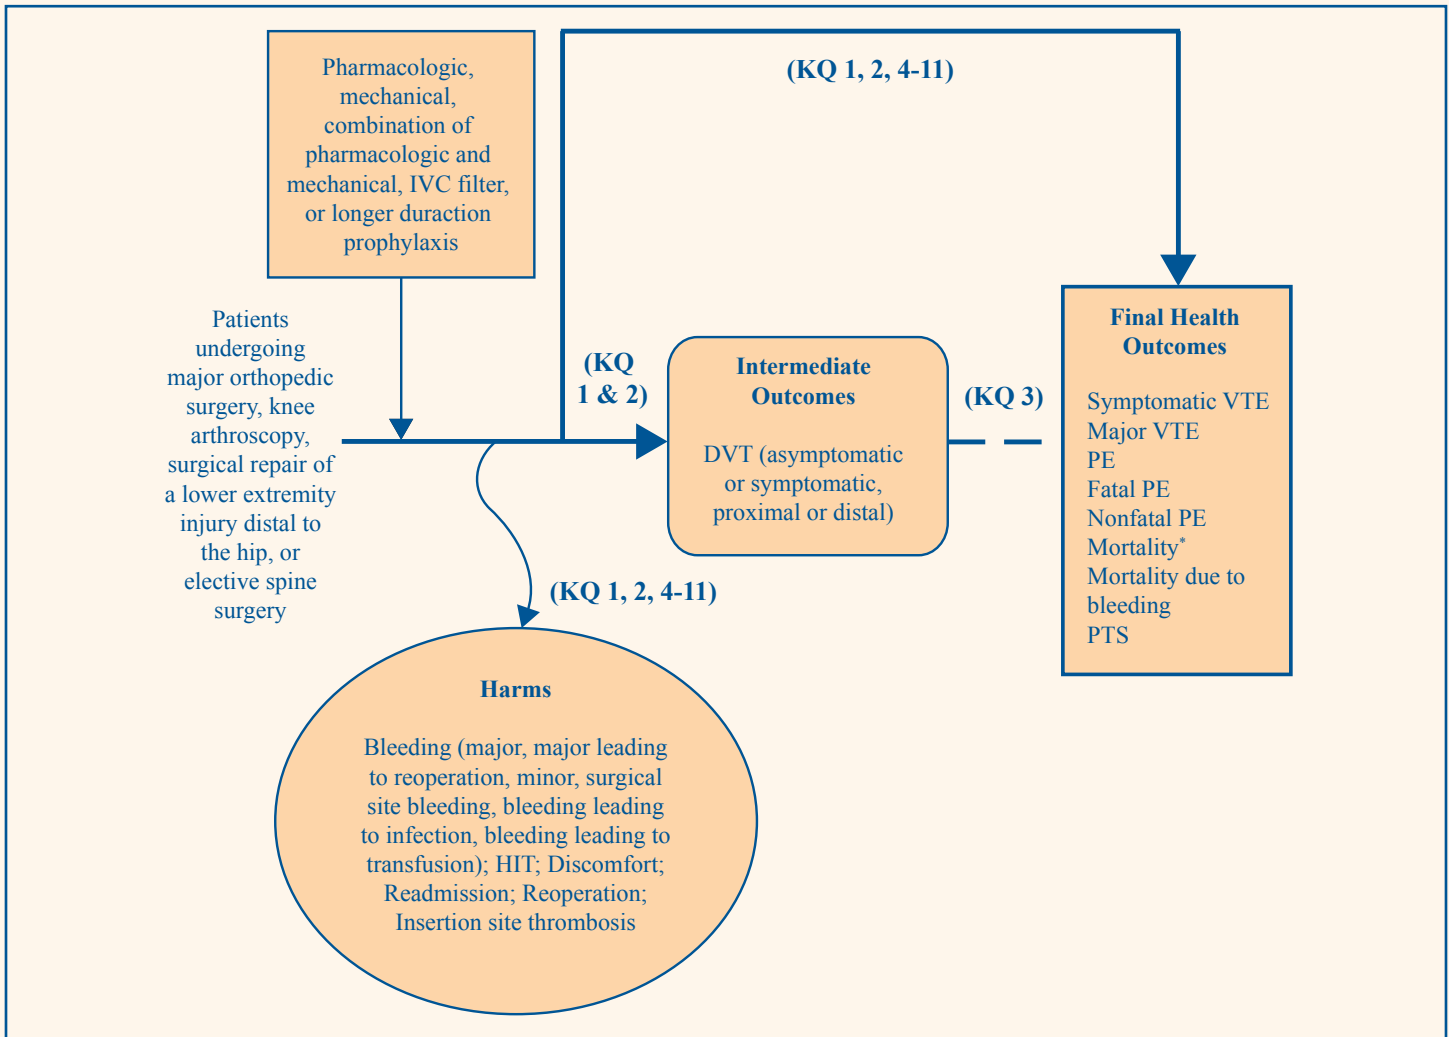 Pharmacologic,
mechanical,
combination of
pharmacologic and
mechanical, IVC filter,
or longer duraction
prophylaxis
(KQ 1, 2, 4-11)
Patients
undergoing
major orthopedic
surgery, knee
arthroscopy,
surgical repair of
a lower extremity
injury distal to
the hip, or
elective spine
surgery
(KQ
1 & 2)
Intermediate
Outcomes
DVT (asymptomatic
or symptomatic,
proximal or distal)
(KQ 3)
Final Health
Outcomes
Symptomatic VTE
Major VTE
PE
Fatal PE
Nonfatal PE
Mortality*
Mortality due to
bleeding
PTS
(KQ 1, 2, 4-11)
Harms
Bleeding (major, major leading
to reoperation, minor, surgical
site bleeding, bleeding leading
to infection, bleeding leading to
transfusion); HIT; Discomfort;
Readmission; Reoperation;
Insertion site thrombosis